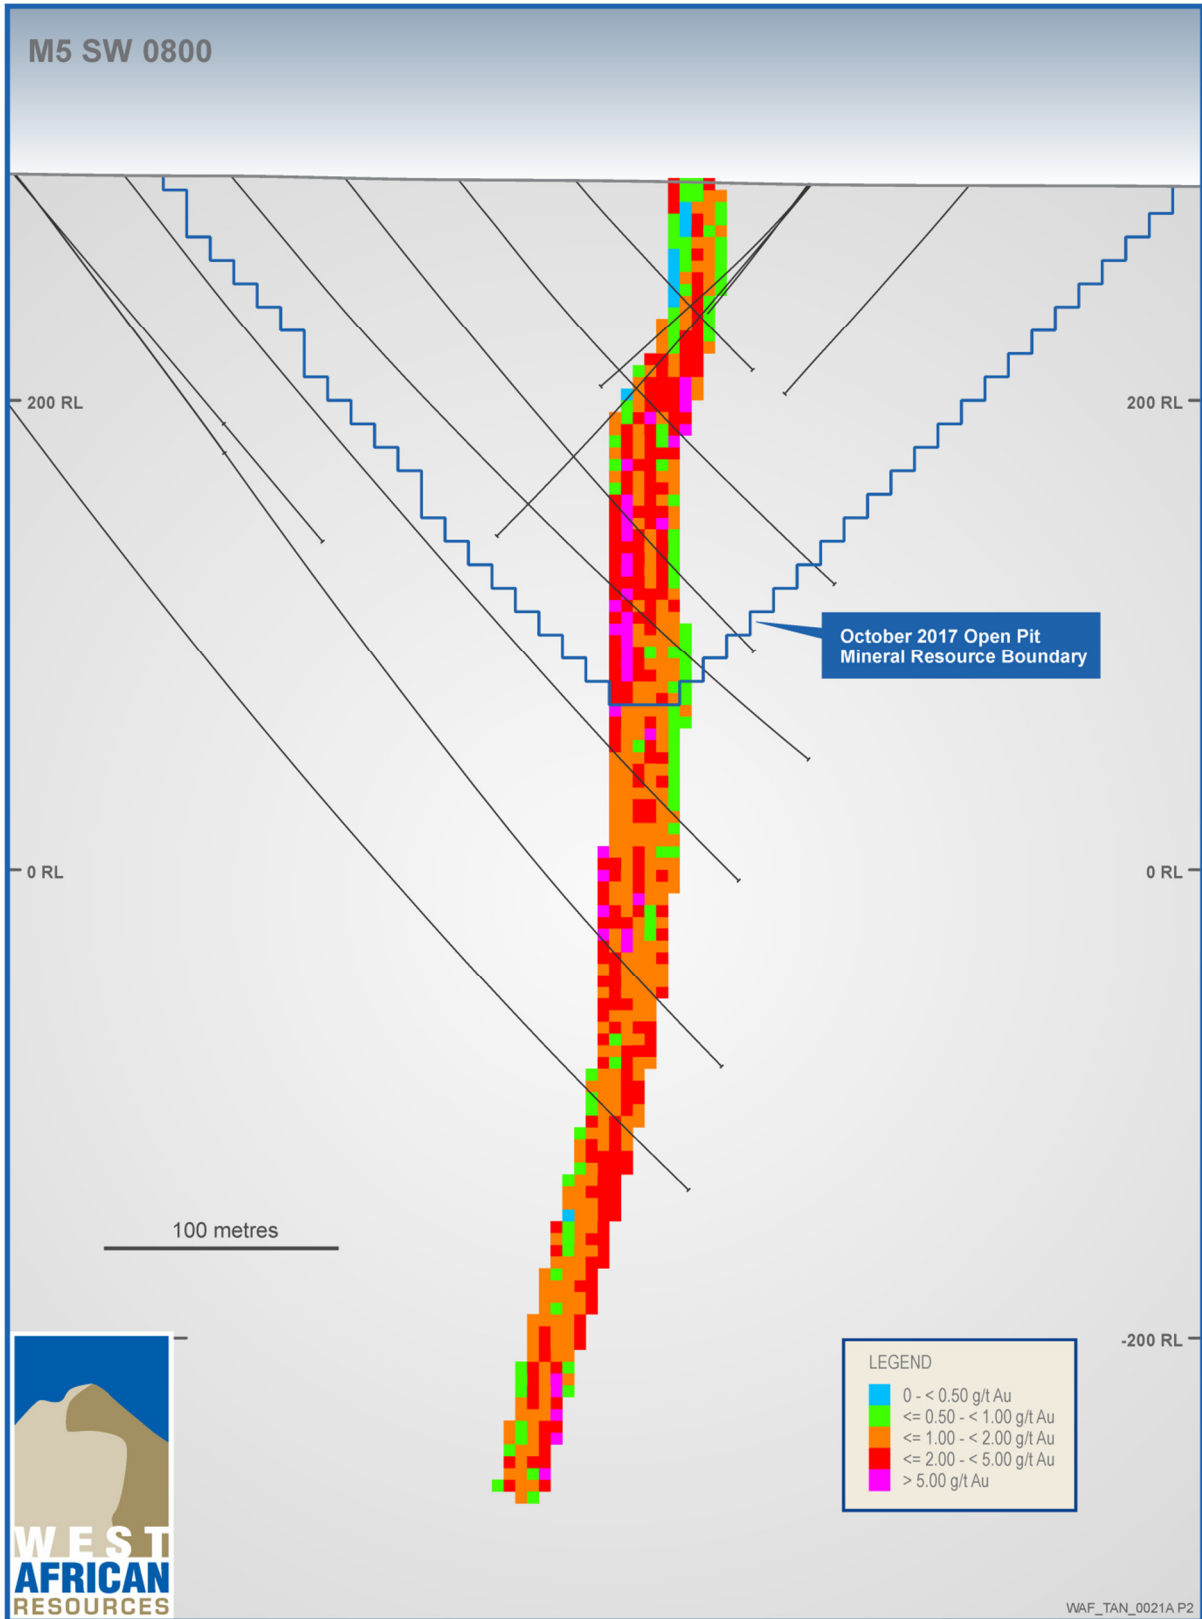 M5 SW 0800
200 RL
200 RL
October 2017 Open Pit
Mineral Resource Boundary
0 RL
0 RL
100 metres
-200 RL
LEGEND
0 - < 0.50 g/t Au
<= 0.50 - < 1.00 g/t Au
<= 1.00 - < 2.00 g/t Au
<= 2.00 - < 5.00 g/t Au
> 5.00 g/t Au
WEST
AFRICAN
RESOURCES
WAF_TAN_0021A P2